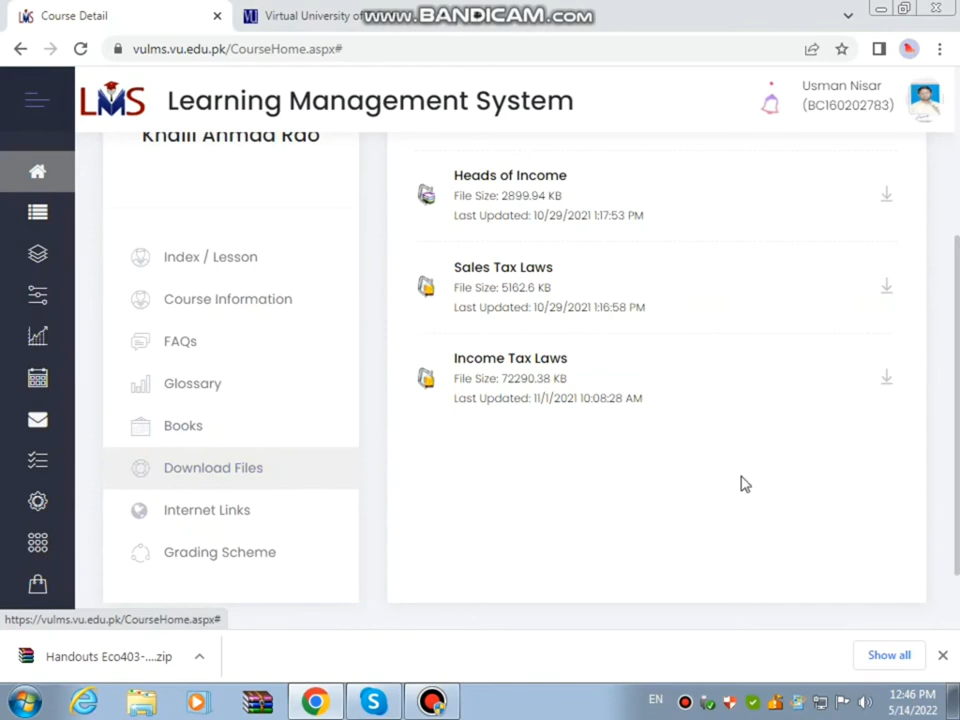 Course Detail
Virtual University of
WWW.BANDICAM.COM
vulms.vu.edu.pk/CourseHome.aspx#
LMS
Learning Management System
Usman Nisar
(BC160202783)
Khalil Ahmad Rao
Index / Lesson
Course Information
FAQs
Glossary
Books
Download Files
Internet Links
Grading Scheme
Heads of Income
File Size: 2899.94 KB
Last Updated: 10/29/2021 1:17:53 PM
Sales Tax Laws
File Size: 5162.6 KB
Last Updated: 10/29/2021 1:16:58 PM
Income Tax Laws
File Size: 72290.38 KB
Last Updated: 11/1/2021 10:08:28 AM
https://vulms.vu.edu.pk/CourseHome.aspx#
Handouts Eco403-....zip
Show all
EN
12:46 PM
5/14/2022